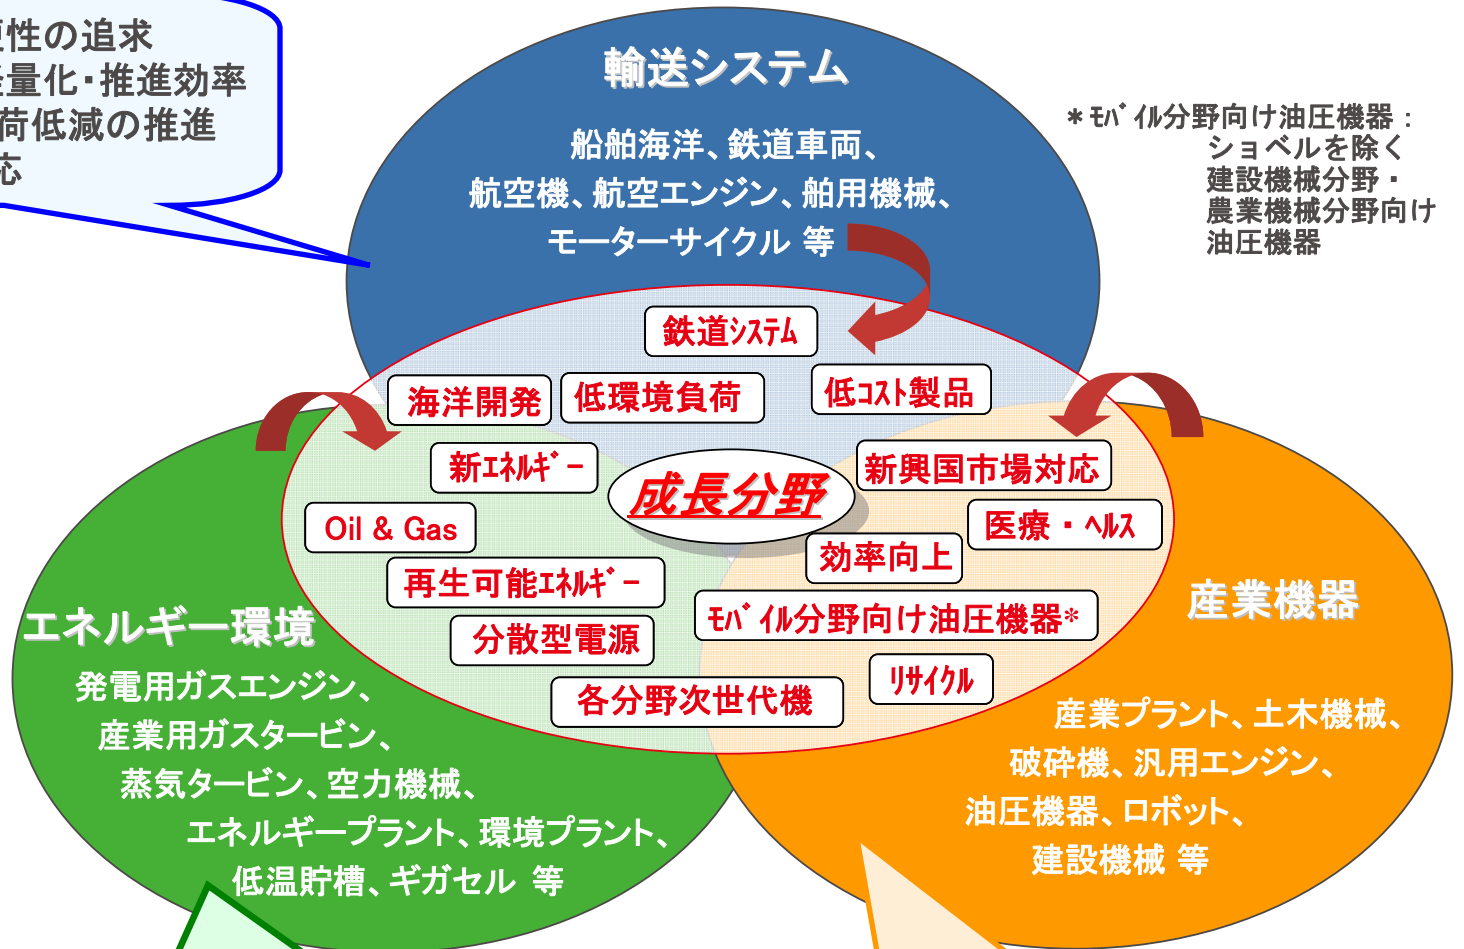 性の追求
量化・推進効率
荷低減の推進
応
輸送システム
船舶海洋、鉄道車両、
航空機、航空エンジン、舶用機械、
モーターサイクル 等
＊ﾓﾊﾞｲﾙ分野向け油圧機器：
ショベルを除く
建設機械分野・
農業機械分野向け
油圧機器
鉄道ｼｽﾃﾑ
海洋開発
低環境負荷
低ｺｽﾄ製品
新ｴﾈﾙｷﾞｰ
成長分野
新興国市場対応
Oil & Gas
医療・ﾍﾙｽ
効率向上
再生可能ｴﾈﾙｷﾞｰ
ﾓﾊﾞｲﾙ分野向け油圧機器*
分散型電源
ﾘｻｲｸﾙ
各分野次世代機
エネルギー環境
発電用ガスエンジン、
産業用ガスタービン、
蒸気タービン、空力機械、
エネルギープラント、環境プラント、
低温貯槽、ギガセル 等
産業機器
産業プラント、土木機械、
破砕機、汎用エンジン、
油圧機器、ロボット、
建設機械 等